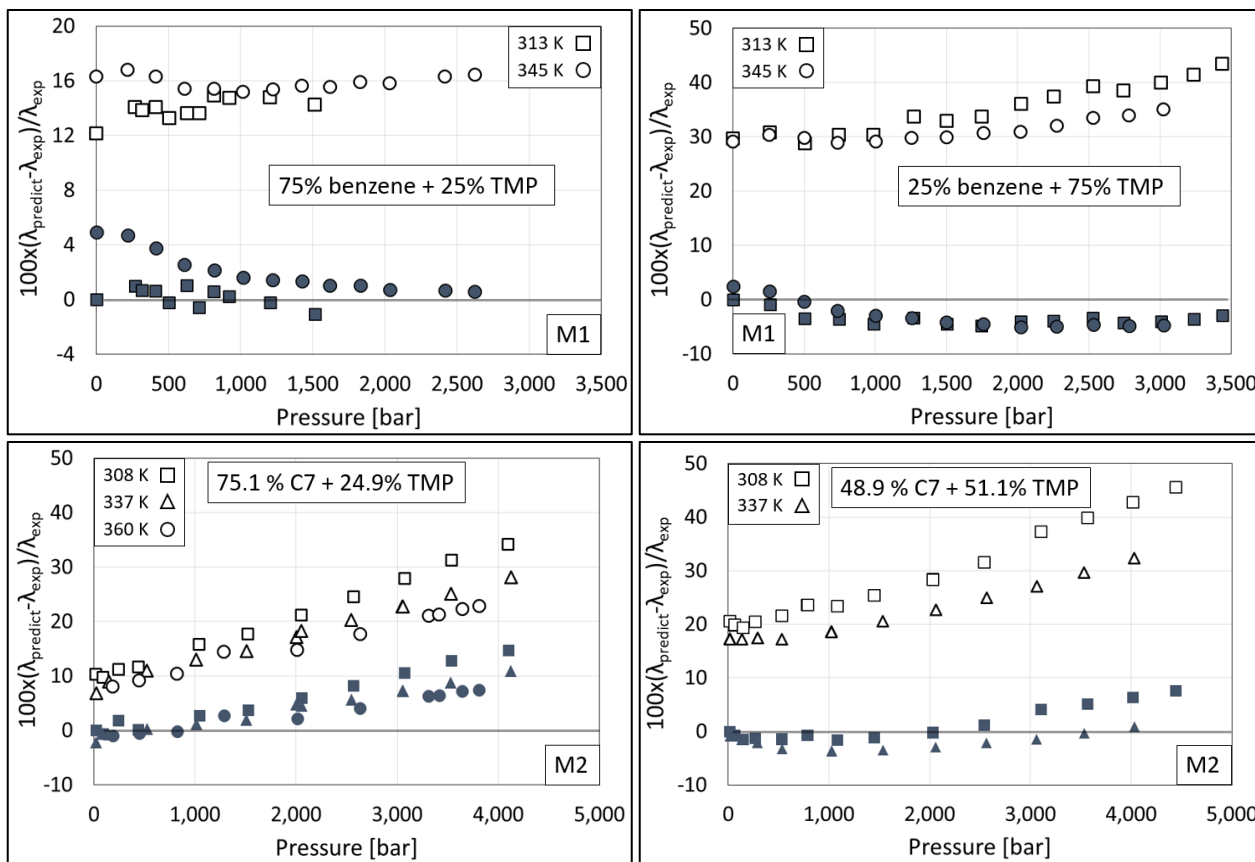 20
16
12
8
4
0
-4
100x(λpredict-λexp)/λexp
313 K
345 K
75% benzene + 25% TMP
M1
0 500 1,000 1,500 2,000 2,500 3,000 3,500
Pressure [bar]
50
40
30
20
10
0
-10
100x(λpredict-λexp)/λexp
313 K
345 K
25% benzene + 75% TMP
M1
0 500 1,000 1,500 2,000 2,500 3,000 3,500
Pressure [bar]
50
40
30
20
10
0
-10
100x(λpredict-λexp)/λexp
308 K
337 K
360 K
75.1 % C7 + 24.9% TMP
M2
0 1,000 2,000 3,000 4,000 5,000
Pressure [bar]
50
40
30
20
10
0
-10
100x(λpredict-λexp)/λexp
308 K
337 K
48.9 % C7 + 51.1% TMP
M2
0 1,000 2,000 3,000 4,000 5,000
Pressure [bar]